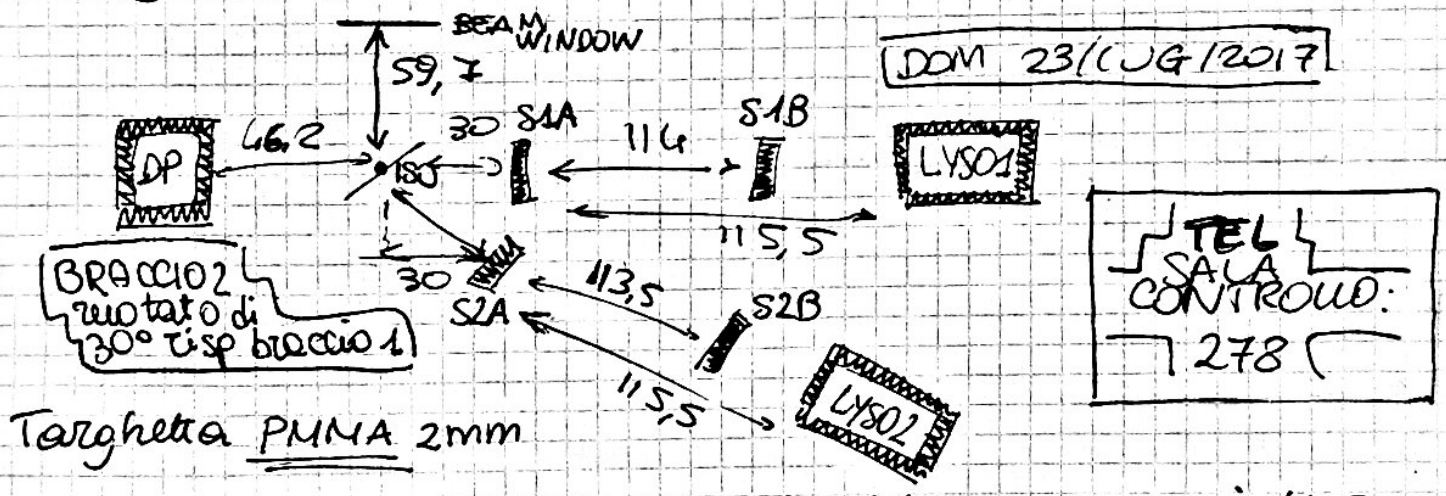 BEAM WINDOW
DOM 23/LUG/2017
59,7
DP
46,2
ISO
30
S1A
114
S1B
LYSO1
115,5
BRACCIO2
ruotato di
30° risp braccio 1
30
S2A
113,5
S2B
115,5
LYSO2
TEL
SALA
CONTROLLO:
278
Targhetta PMMA 2mm